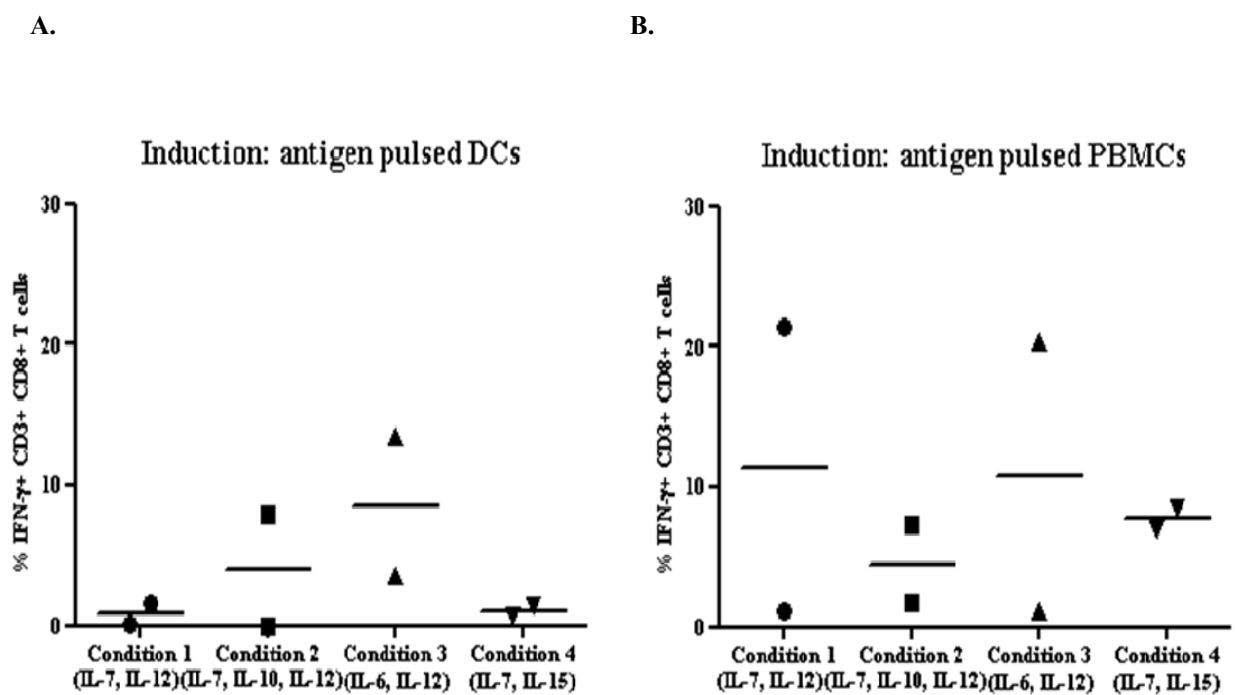 A.
B.
Induction: antigen pulsed DCs
% IFN-γ+ CD3+ CD8+ T cells
30
20
10
0
Condition 1 Condition 2 Condition 3 Condition 4
(IL-7, IL-12)(IL-7, IL-10, IL-12)(IL-6, IL-12)(IL-7, IL-15)
Induction: antigen pulsed PBMCs
% IFN-γ+ CD3+ CD8+ T cells
30
20
10
0
Condition 1 Condition 2 Condition 3 Condition 4
(IL-7, IL-12)(IL-7, IL-10, IL-12)(IL-6, IL-12)(IL-7, IL-15)